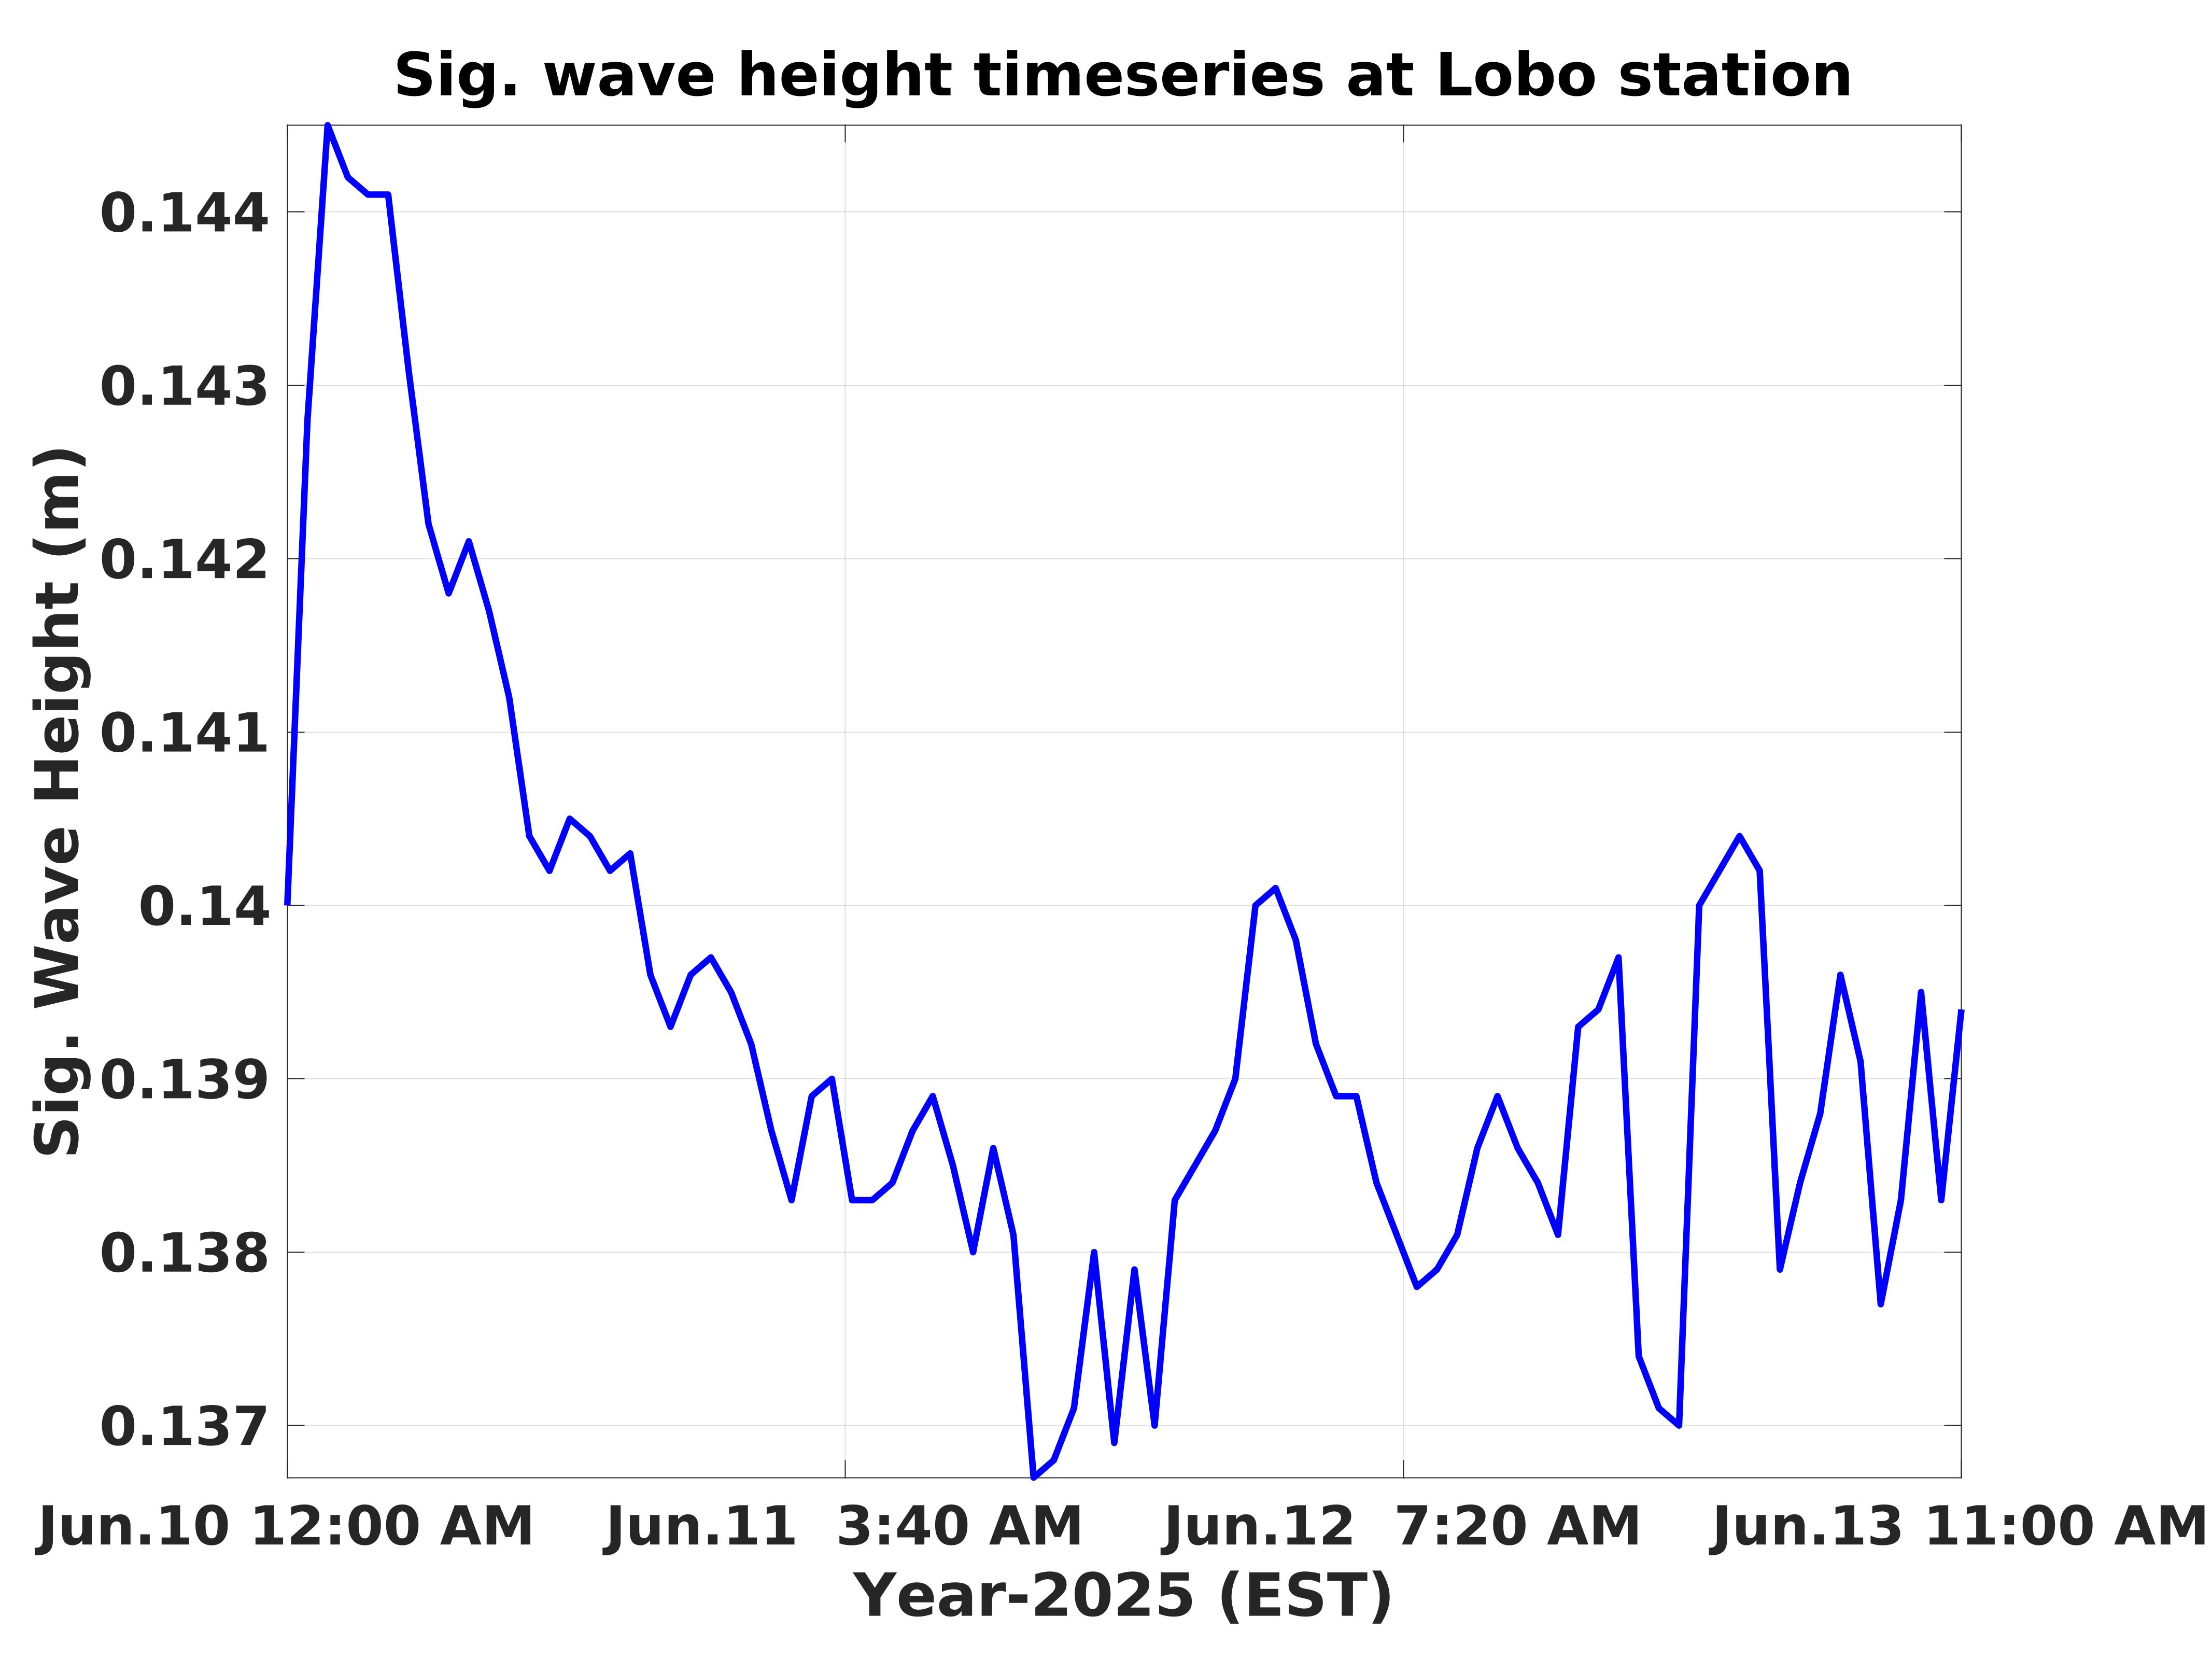 Sig. wave height timeseries at Lobo station
Sig. Wave Height (m)
0.144
0.143
0.142
0.141
0.14
0.139
0.138
0.137
Jun.10 12:00 AM Jun.11 3:40 AM Jun.12 7:20 AM Jun.13 11:00 AM
Year-2025 (EST)